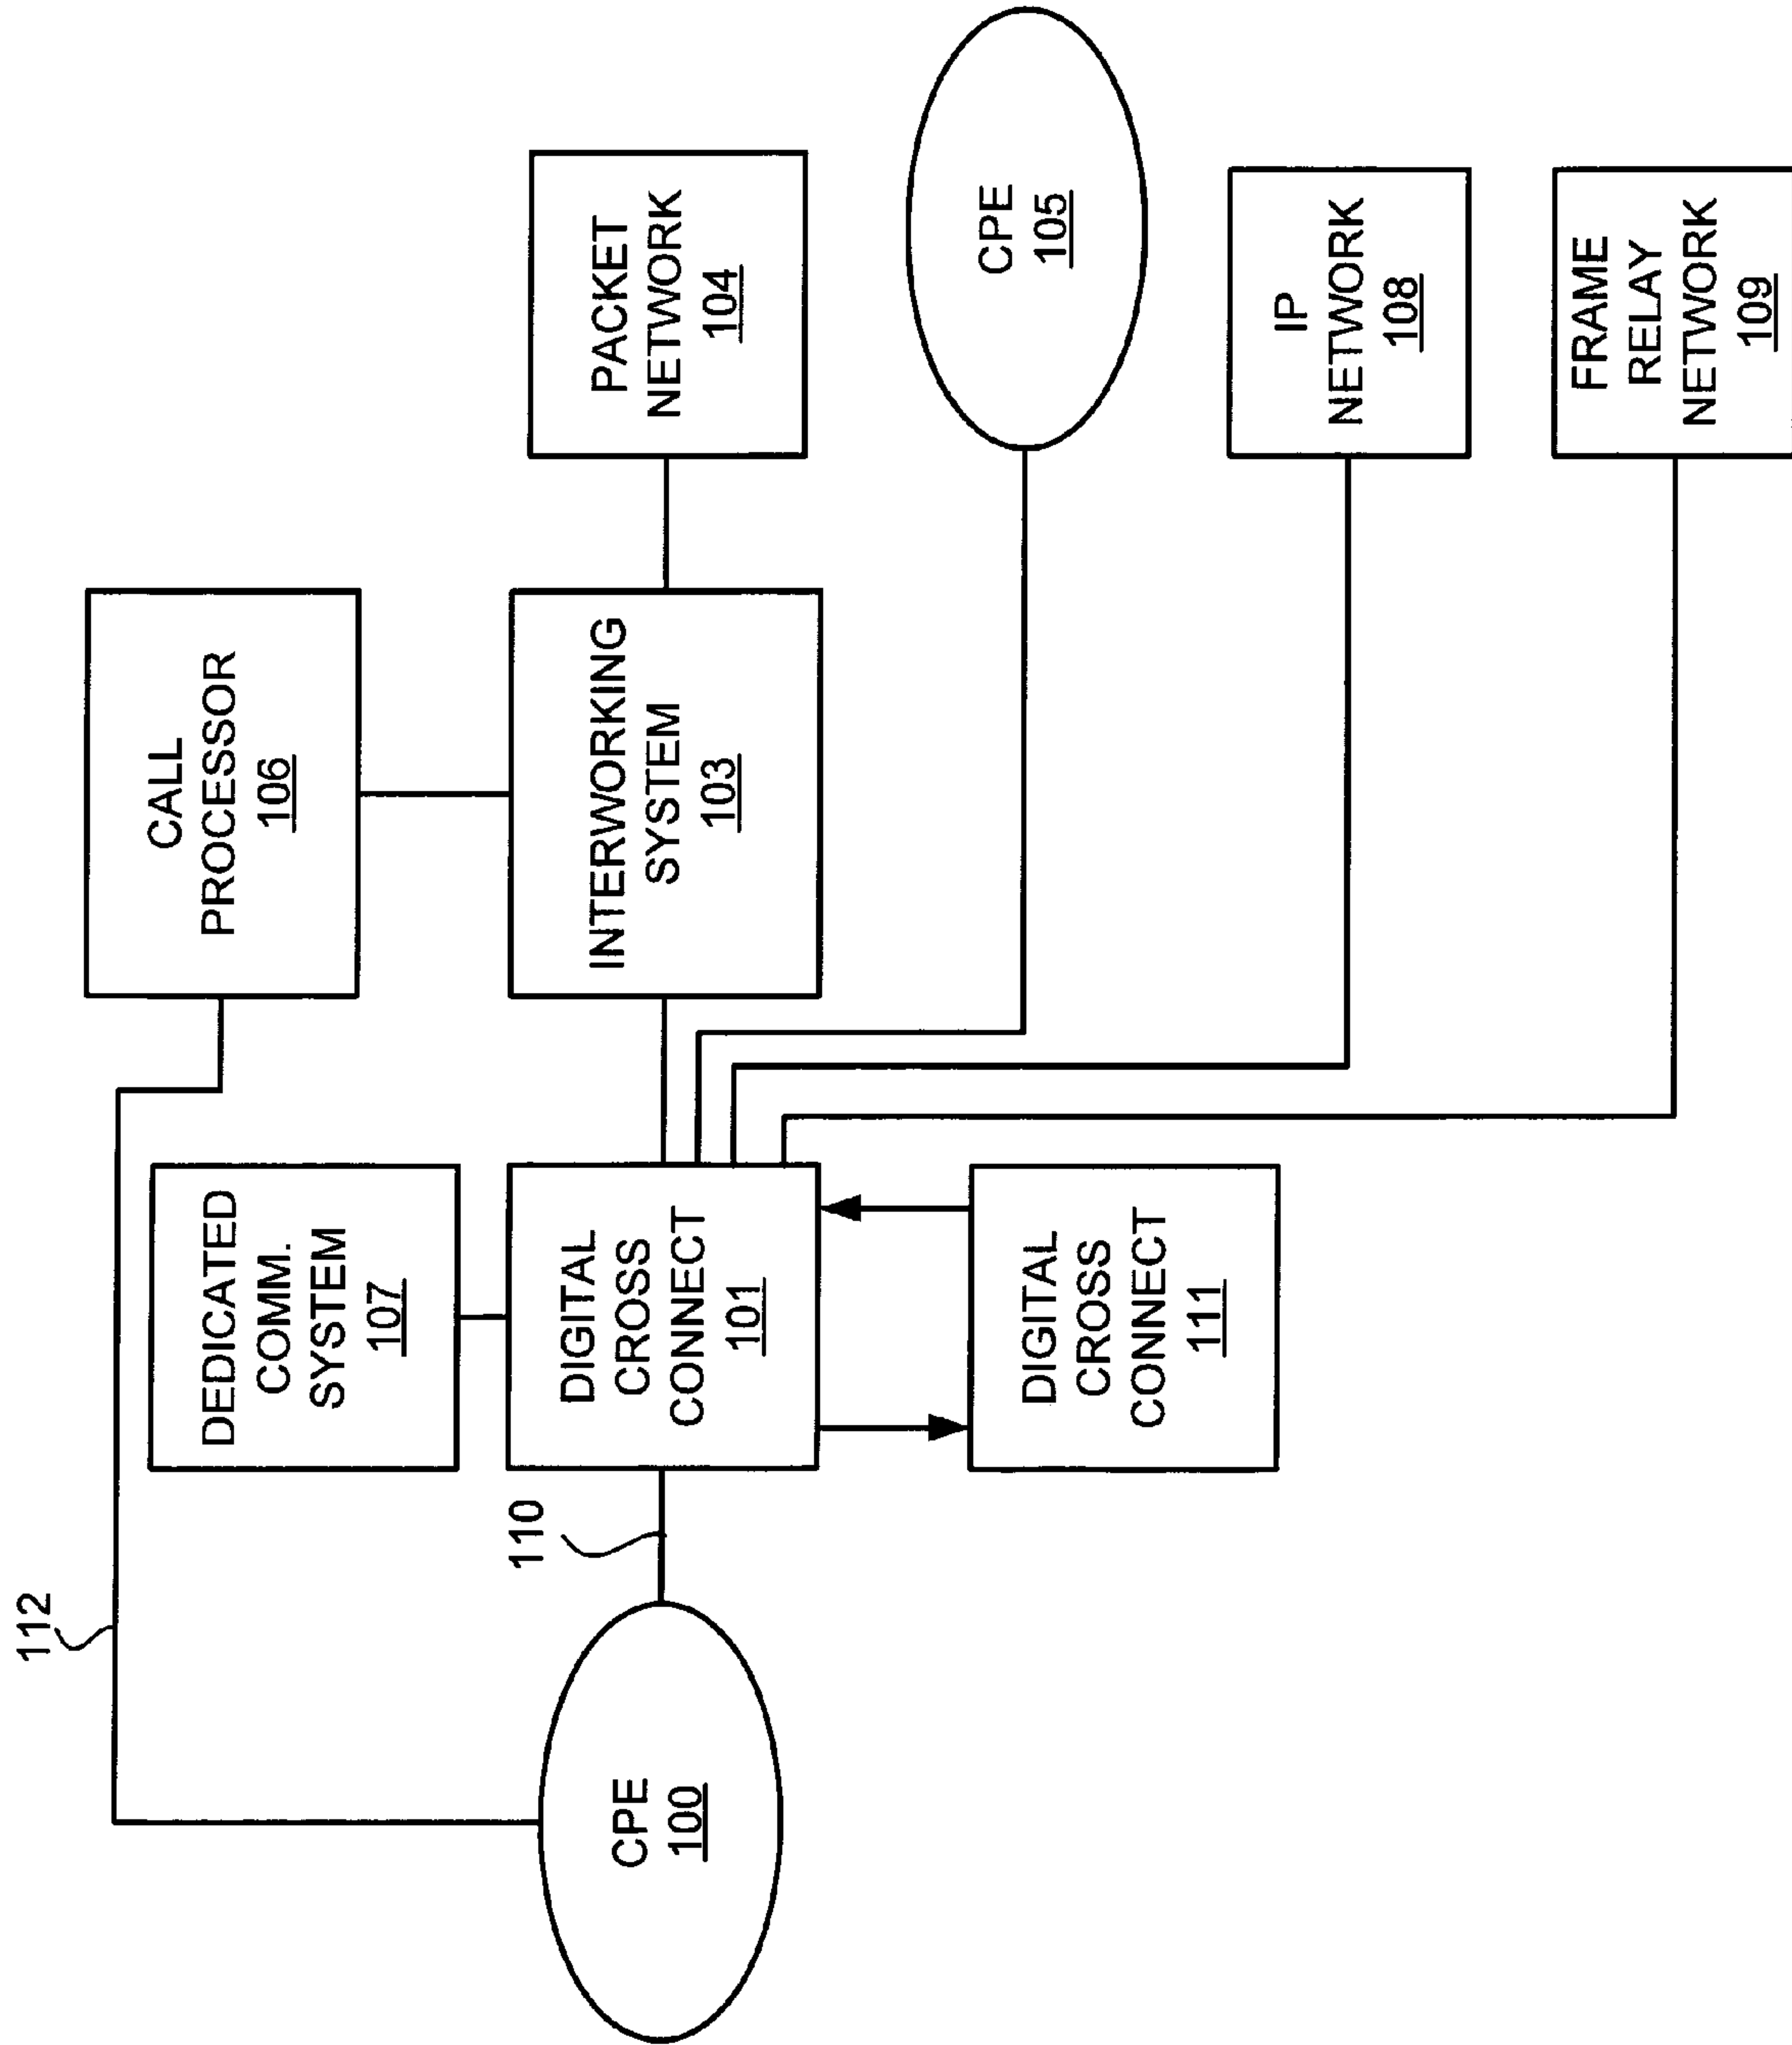 112
CALL
PROCESSOR
106
DEDICATED
COMM.
SYSTEM
107
110
CPE
100
DIGITAL
CROSS
CONNECT
101
INTERWORKING
SYSTEM
103
PACKET
NETWORK
104
DIGITAL
CROSS
CONNECT
111
CPE
105
IP
NETWORK
108
FRAME
RELAY
NETWORK
109